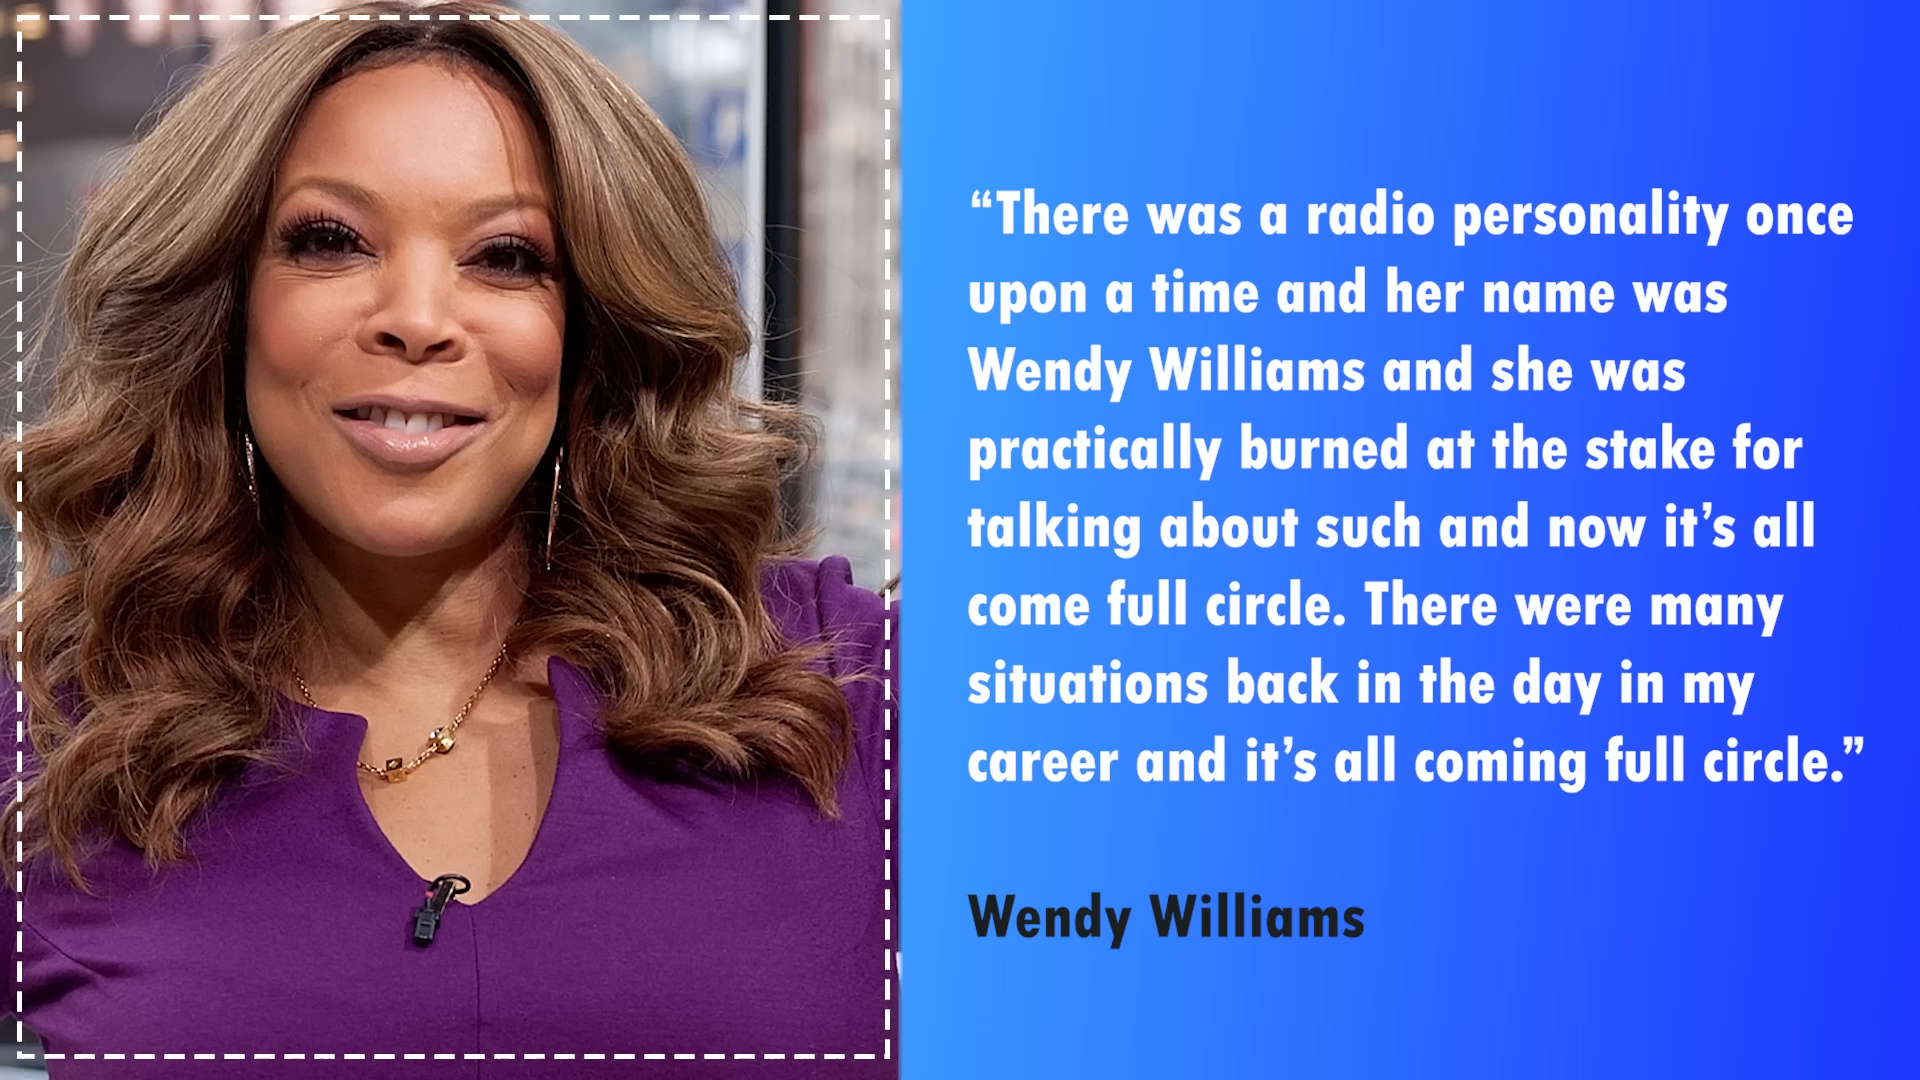 “There was a radio personality once
upon a time and her name was
Wendy Williams and she was
practically burned at the stake for
talking about such and now it’s all
come full circle. There were many
situations back in the day in my
career and it’s all coming full circle.”
Wendy Williams